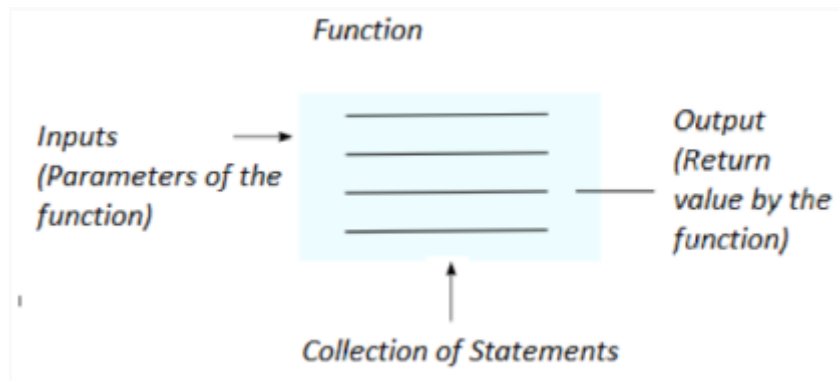 Function
Inputs
(Parameters of the
function)
Output
(Return
value by the
function)
Collection of Statements